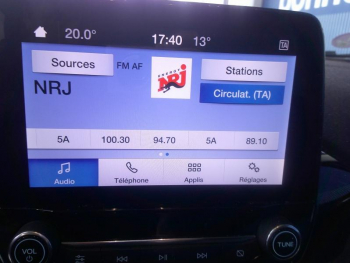 20.0°
17:40
13°
TA
Sources
FM AF
NRJ
Stations
NRJ
Circulat. (TA)
5A
100.30
94.70
5A
89.10
Audio
Téléphone
Applis
Réglages
VOL
TUNE